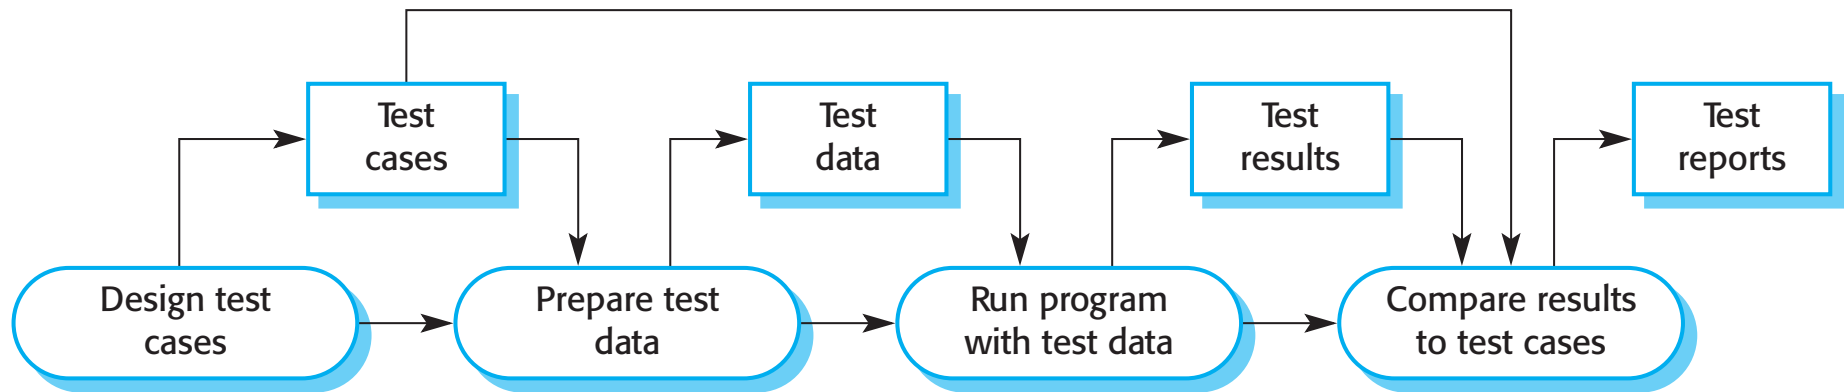 Test
cases
Test
data
Test
results
Test
reports
Design test
cases
Prepare test
data
Run program
with test data
Compare results
to test cases